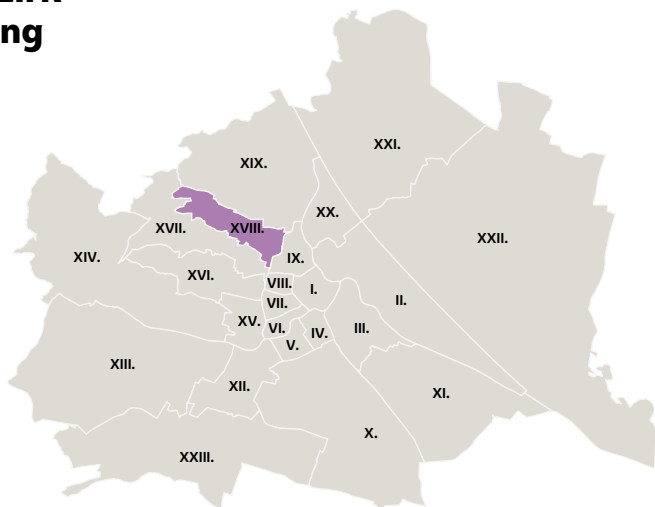 ng
XXI.
XIX.
XX.
XVII.
XVIII.
XXII.
XIV.
IX.
XVI.
VIII.
I.
II.
VII.
XV.
VI.
IV.
III.
V.
XIII.
XII.
XI.
X.
XXIII.